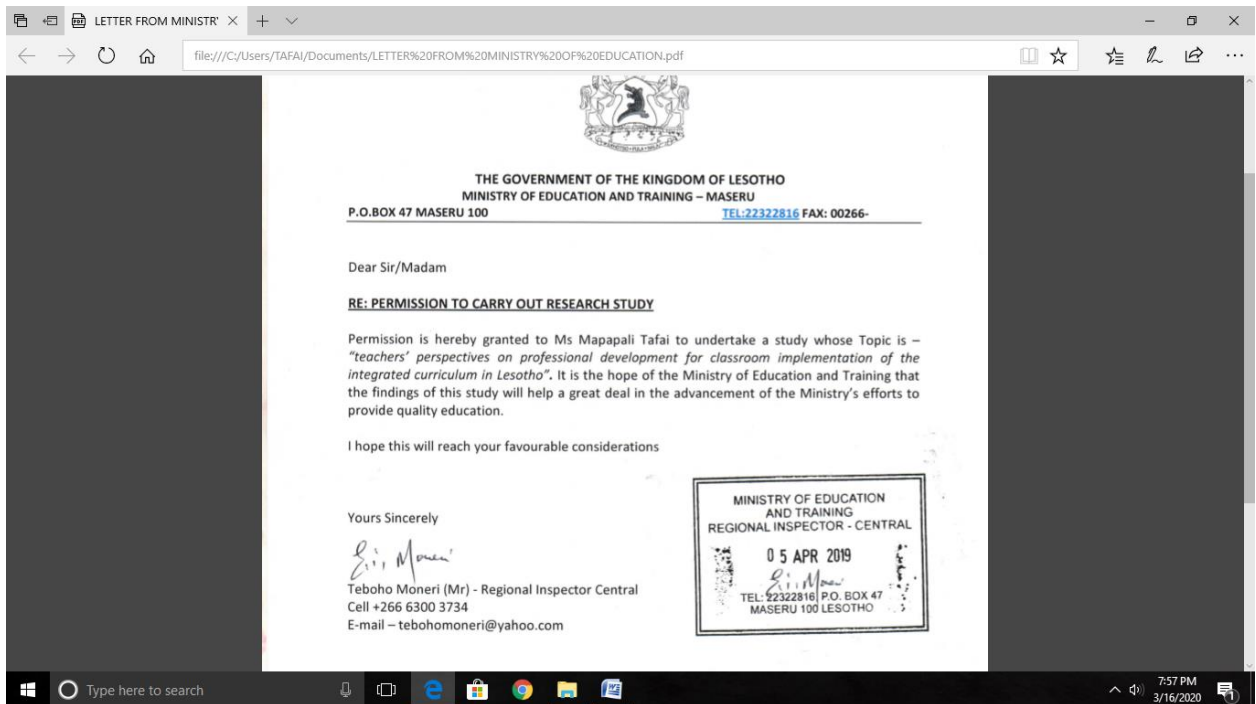 LETTER FROM MINISTR
file:///C:/Users/TAFAI/Documents/LETTER%20FROM%20MINISTRY%20OF%20EDUCATION.pdf
THE GOVERNMENT OF THE KINGDOM OF LESOTHO
MINISTRY OF EDUCATION AND TRAINING – MASERU
P.O.BOX 47 MASERU 100 TEL:22322816 FAX: 00266-
Dear Sir/Madam
RE: PERMISSION TO CARRY OUT RESEARCH STUDY
Permission is hereby granted to Ms Mapapali Tafai to undertake a study whose Topic is –
"teachers' perspectives on professional development for classroom implementation of the
integrated curriculum in Lesotho". It is the hope of the Ministry of Education and Training that
the findings of this study will help a great deal in the advancement of the Ministry's efforts to
provide quality education.
I hope this will reach your favourable considerations
Yours Sincerely
Teboho Moneri (Mr) - Regional Inspector Central
Cell +266 6300 3734
E-mail – tebohomoneri@yahoo.com
MINISTRY OF EDUCATION
AND TRAINING
REGIONAL INSPECTOR - CENTRAL
05 APR 2019
TEL: 22322816 P.O. BOX 47
MASERU 100 LESOTHO
Type here to search
7:57 PM
3/16/2020